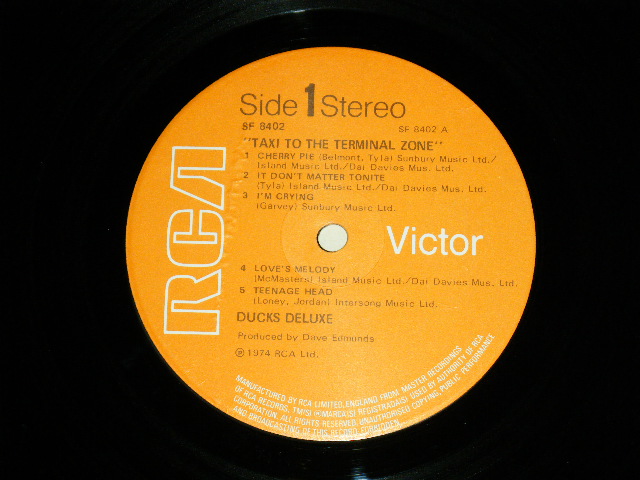 Side 1 Stereo
SF 8402
SF 8402 A
"TAXI TO THE TERMINAL ZONE"
1 CHERRY PIE (Belmont, Tyla) Sunbury Music Ltd./
Island Music Ltd./Dai Davies Mus. Ltd.
2 IT DON'T MATTER TONITE
(Tyla) Island Music Ltd./Dai Davies Mus. Ltd.
3 I'M CRYING
(Garvey) Sunbury Music Ltd.
RCA
Victor
4 LOVE'S MELODY
(McMasters) Island Music Ltd./Dai Davies Mus. Ltd.
5 TEENAGE HEAD
(Loney, Jordan) Intersong Music Ltd.
DUCKS DELUXE
Produced by Dave Edmunds
℗ 1974 RCA Ltd.
MANUFACTURED BY RCA LIMITED, ENGLAND FROM MASTER RECORDINGS
OF RCA RECORDS, TM(S) ® MARCA(S) REGISTRADA(S) USED BY AUTHORITY OF RCA
CORPORATION. ALL RIGHTS RESERVED. UNAUTHORISED COPYING, PUBLIC PERFORMANCE
AND BROADCASTING OF THIS RECORD FORBIDDEN.